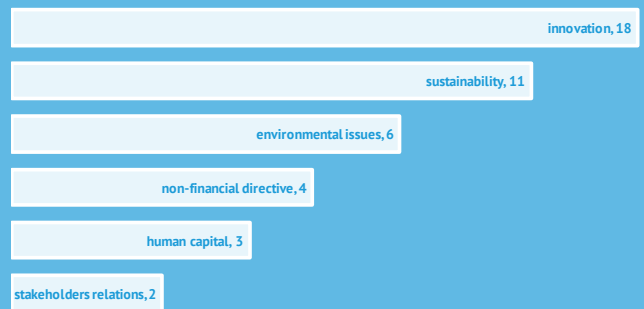 innovation, 18
sustainability, 11
environmental issues, 6
non-financial directive, 4
human capital, 3
stakeholders relations, 2